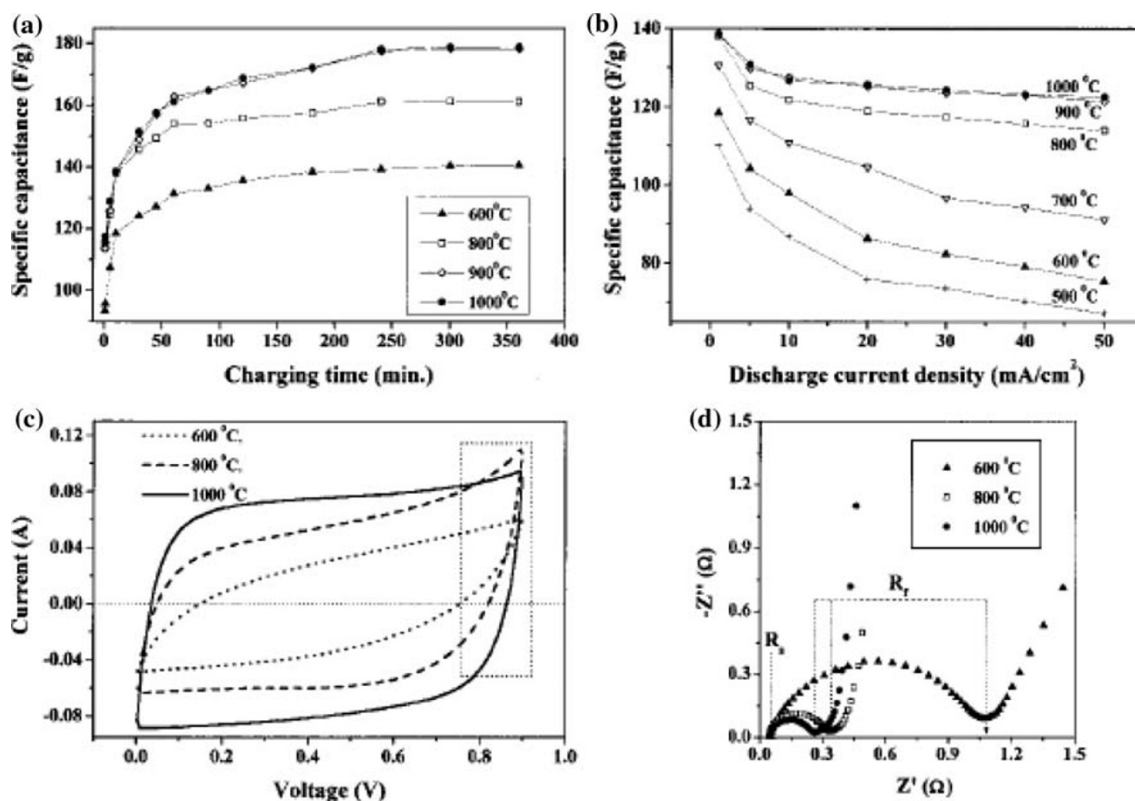 (a)
Specific capacitance (F/g)
180
160
140
120
100
0 50 100 150 200 250 300 350 400
Charging time (min.)
600°C
800°C
900°C
1000°C
(b)
Specific capacitance (F/g)
140
120
100
80
0 10 20 30 40 50
Discharge current density (mA/cm²)
1000 °C
900 °C
800 °C
700 °C
600 °C
500 °C
(c)
Current (A)
0.12
0.08
0.04
0.00
-0.04
-0.08
0.0 0.2 0.4 0.6 0.8 1.0
Voltage (V)
600 °C,
800 °C,
1000 °C
(d)
-Z'' (Ω)
1.5
1.2
0.9
0.6
0.3
0.0
0.0 0.3 0.6 0.9 1.2 1.5
Z' (Ω)
600 °C
800 °C
1000 °C
Rs
Rf